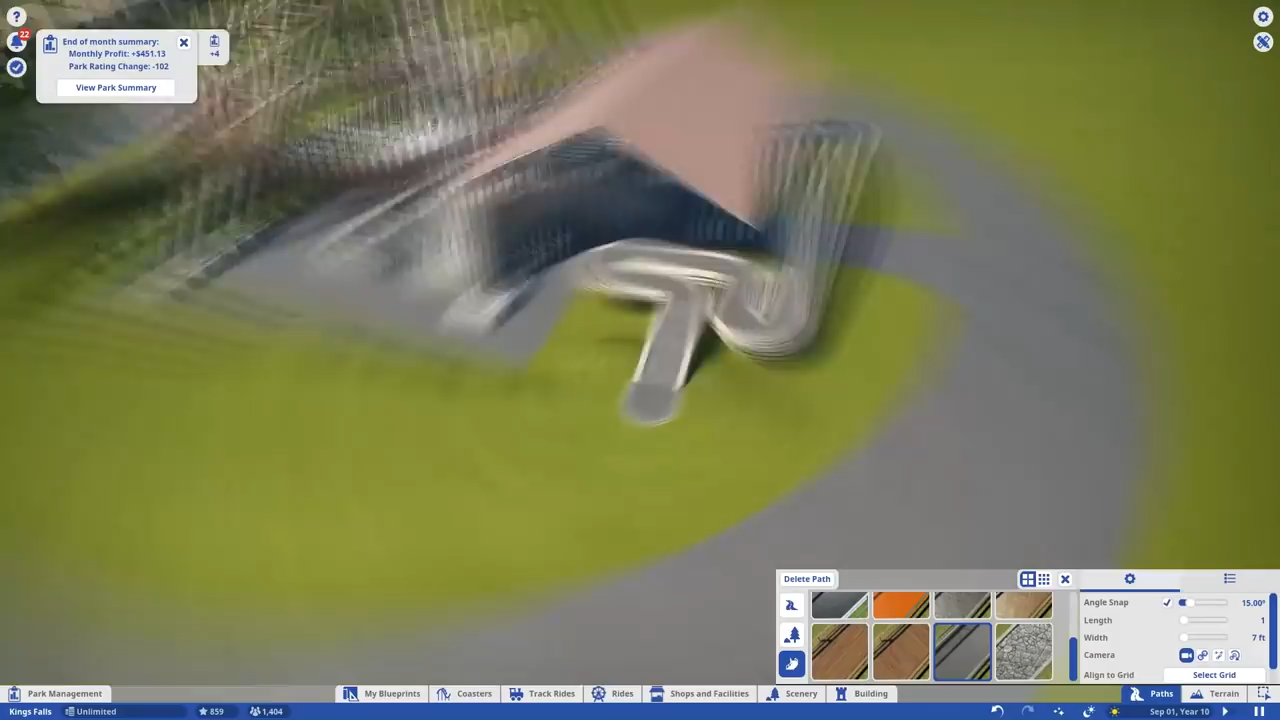 ?
22
End of month summary:
Monthly Profit: +$451.13
Park Rating Change: -102
View Park Summary
+4
Delete Path
Angle Snap 15.00°
Length 1
Width 7 ft
Camera
Align to Grid Select Grid
Park Management My Blueprints Coasters Track Rides Rides Shops and Facilities Scenery Building Paths Terrain
Kings Falls Unlimited 859 1,404 Sep 01, Year 10